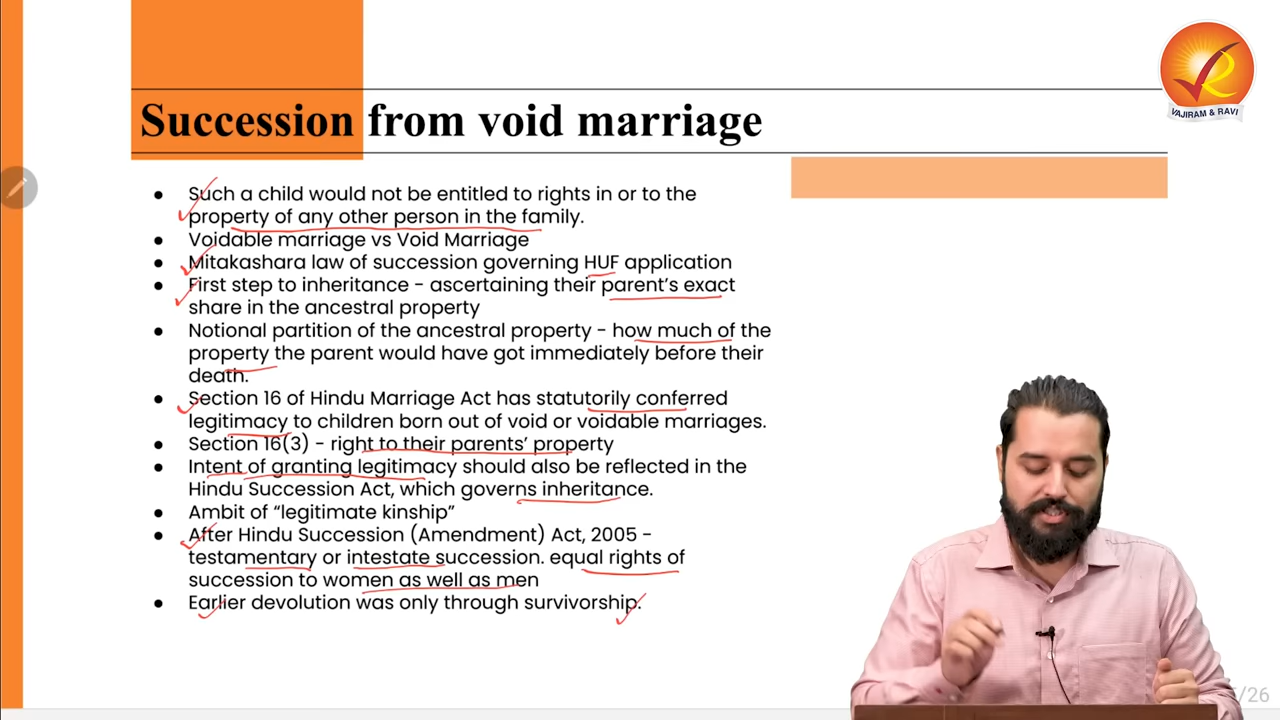 VAJIRAM & RAVI
Succession from void marriage
• Such a child would not be entitled to rights in or to the
property of any other person in the family.
• Voidable marriage vs Void Marriage
• Mitakashara law of succession governing HUF application
• First step to inheritance - ascertaining their parent's exact
share in the ancestral property
• Notional partition of the ancestral property - how much of the
property the parent would have got immediately before their
death.
• Section 16 of Hindu Marriage Act has statutorily conferred
legitimacy to children born out of void or voidable marriages.
• Section 16(3) - right to their parents' property
• Intent of granting legitimacy should also be reflected in the
Hindu Succession Act, which governs inheritance.
• Ambit of “legitimate kinship”
• After Hindu Succession (Amendment) Act, 2005 -
testamentary or intestate succession. equal rights of
succession to women as well as men
• Earlier devolution was only through survivorship.
/26